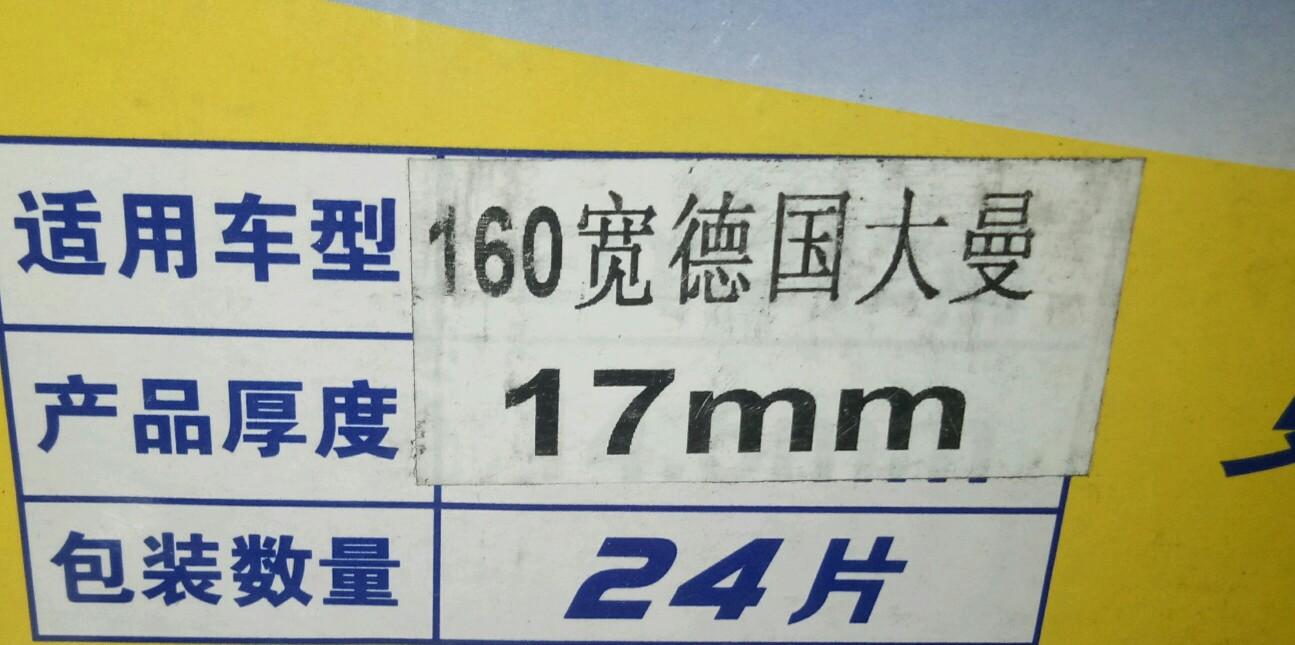 适用车型 160宽德国大曼
产品厚度 17mm
包装数量 24片